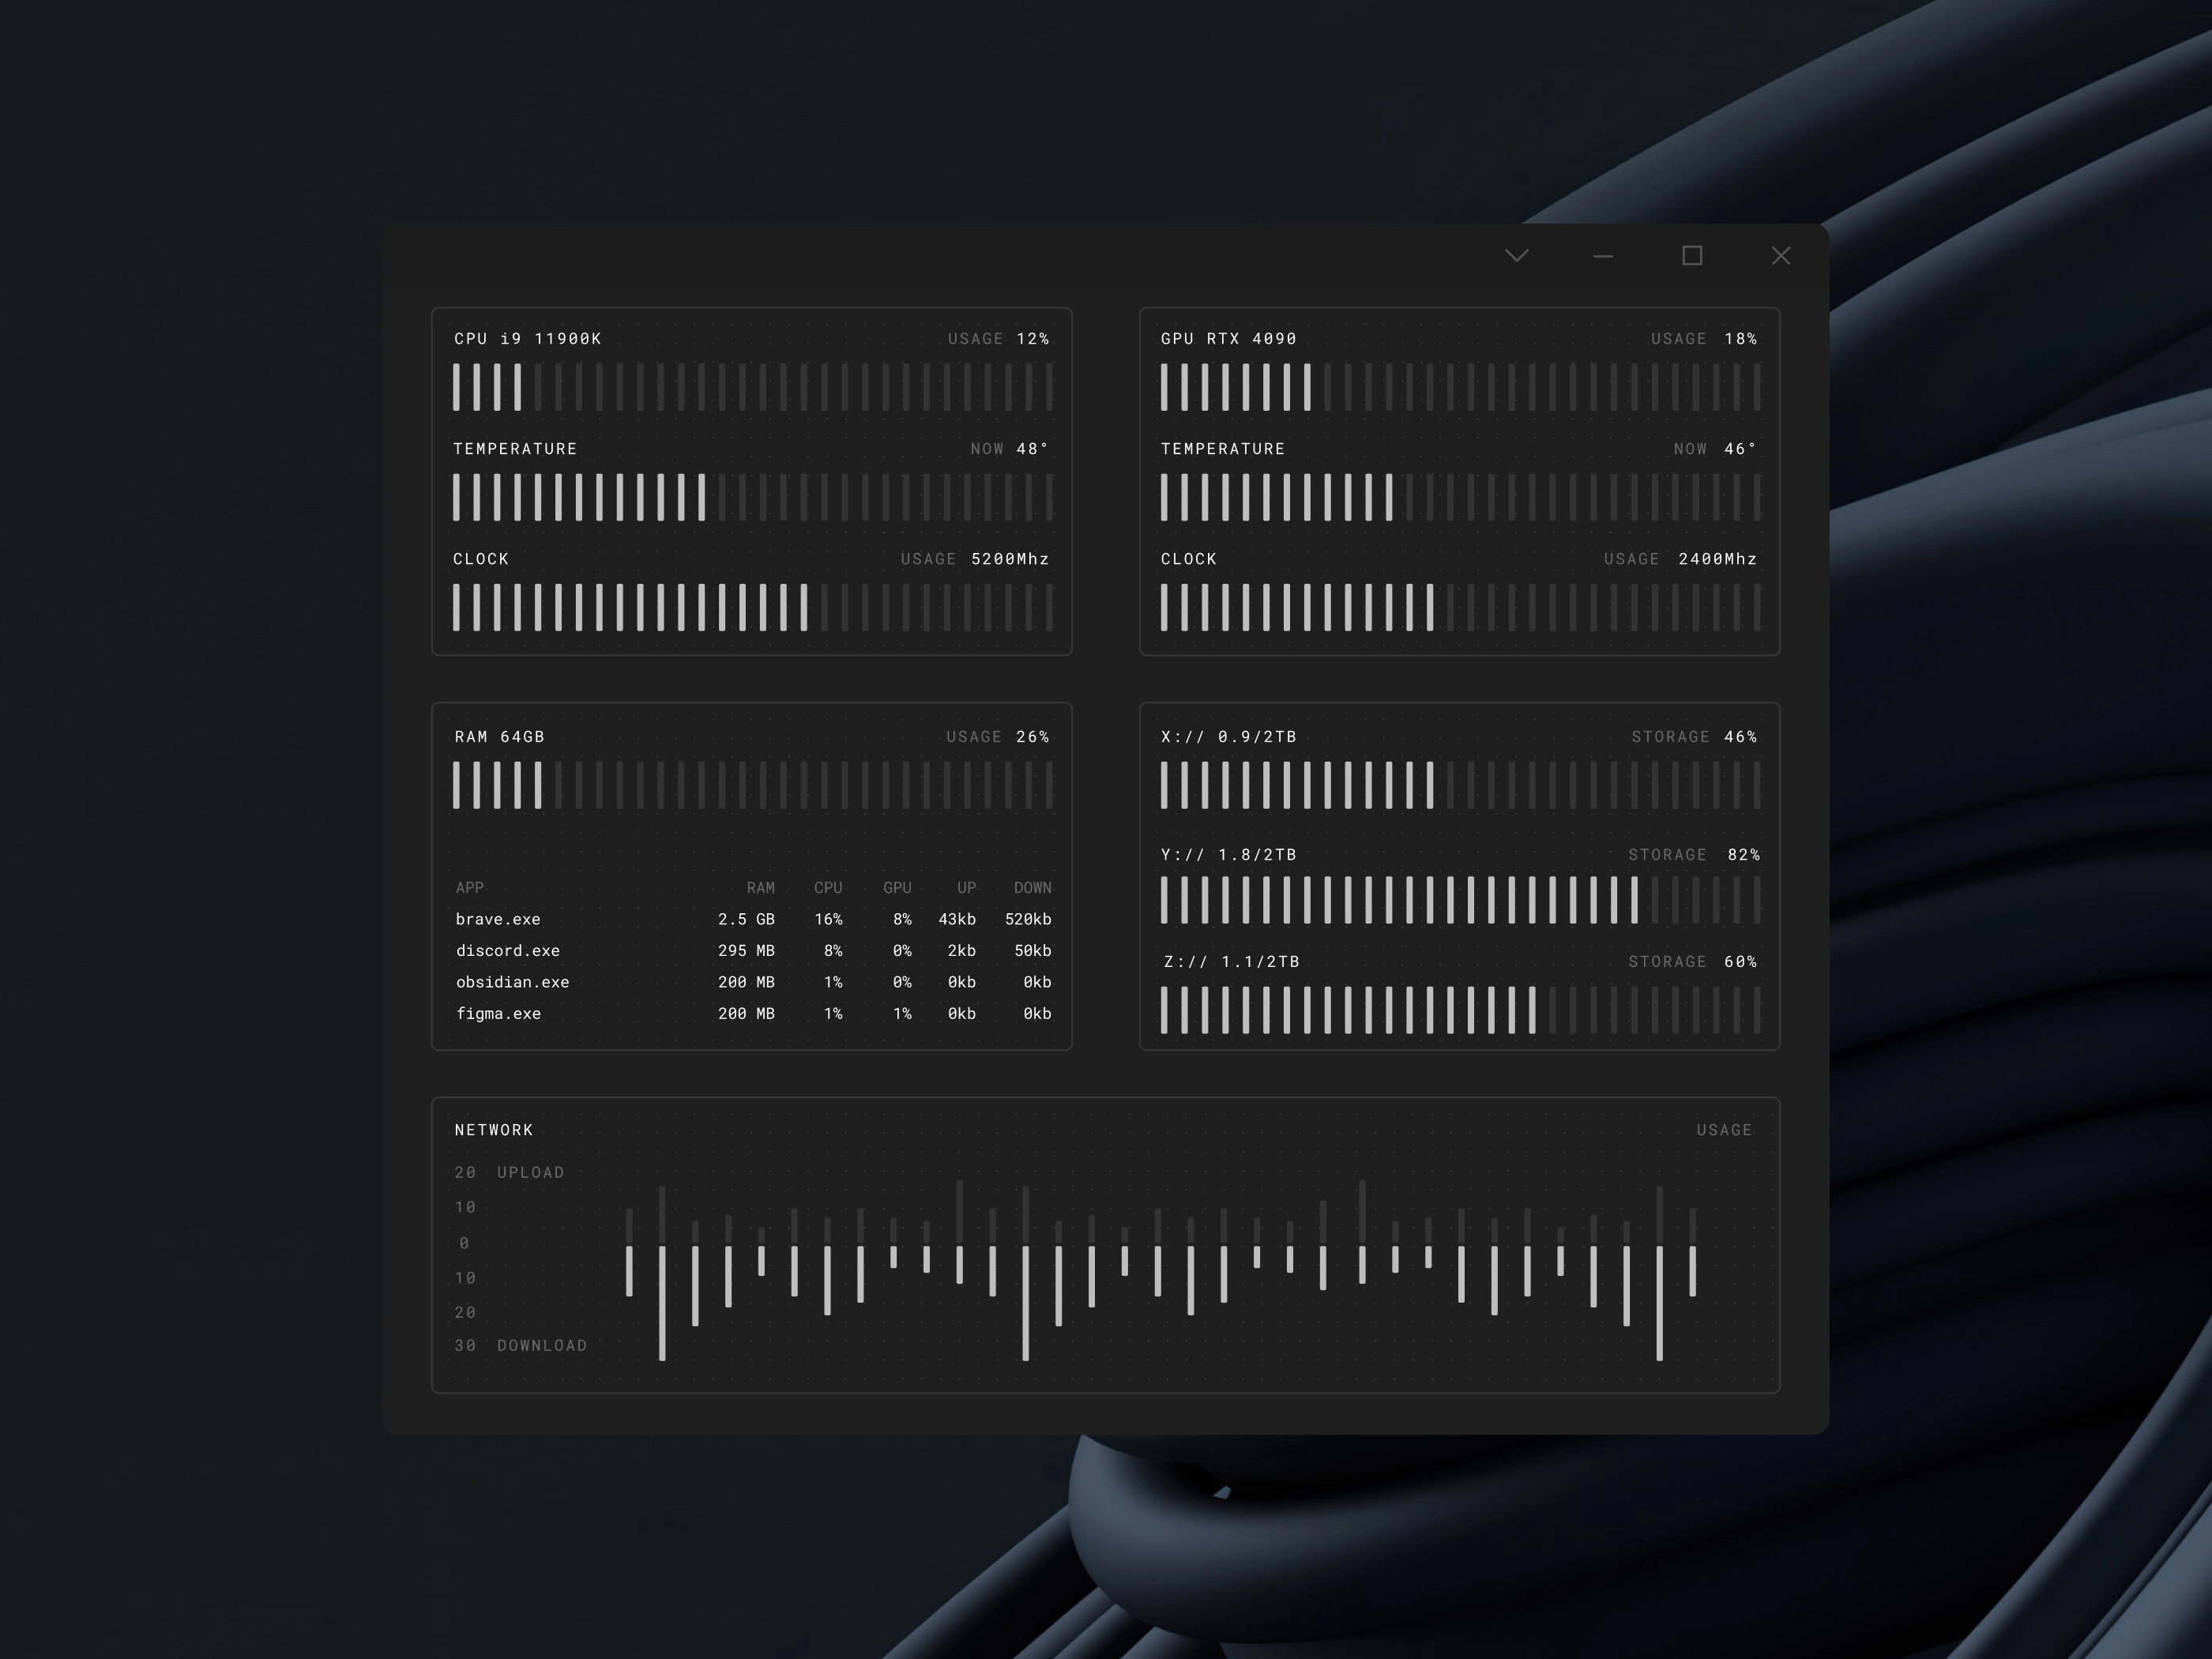 CPU i9 11900K USAGE 12%
TEMPERATURE NOW 48°
CLOCK USAGE 5200Mhz
GPU RTX 4090 USAGE 18%
TEMPERATURE NOW 46°
CLOCK USAGE 2400Mhz
RAM 64GB USAGE 26%
APP RAM CPU GPU UP DOWN
brave.exe 2.5 GB 16% 8% 43kb 520kb
discord.exe 295 MB 8% 0% 2kb 50kb
obsidian.exe 200 MB 1% 0% 0kb 0kb
figma.exe 200 MB 1% 1% 0kb 0kb
X:// 0.9/2TB STORAGE 46%
Y:// 1.8/2TB STORAGE 82%
Z:// 1.1/2TB STORAGE 60%
NETWORK USAGE
20 UPLOAD
10
0
10
20
30 DOWNLOAD